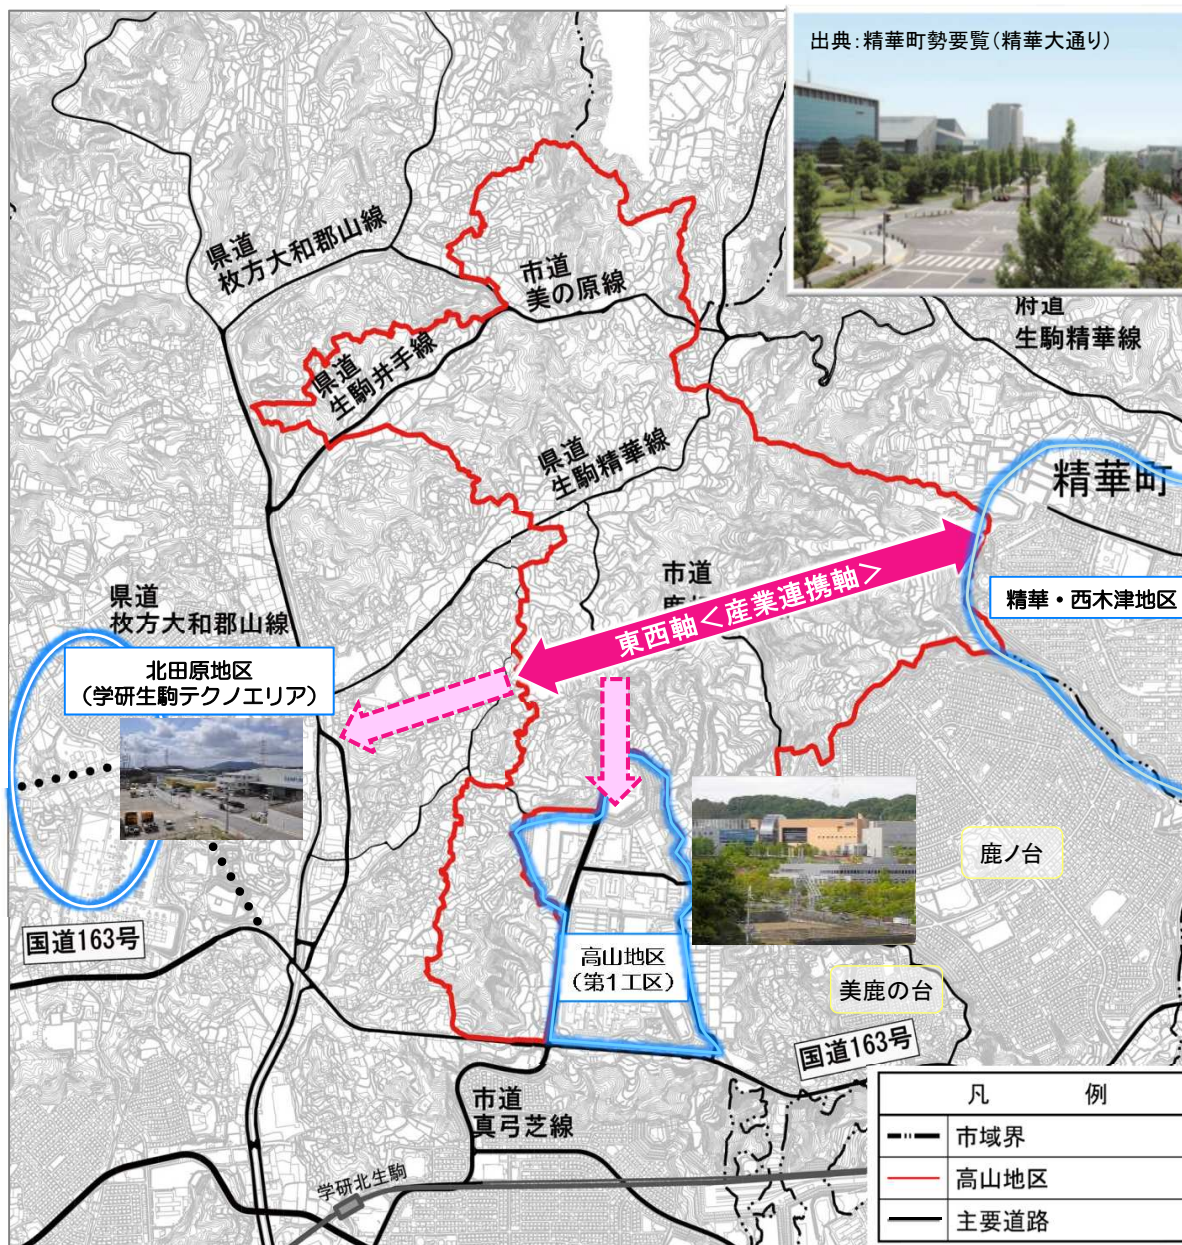 出典：精華町勢要覧（精華大通り）
県道
枚方大和郡山線
市道
美の原線
府道
生駒精華線
県道
生駒井手線
県道
生駒精華線
精華町
市道
東西軸＜産業連携軸＞
精華・西木津地区
県道
枚方大和郡山線
北田原地区
（学研生駒テクノエリア）
鹿ノ台
国道163号
高山地区
（第1工区）
美鹿の台
国道163号
市道
真弓芝線
学研北生駒
凡例
市域界
高山地区
主要道路